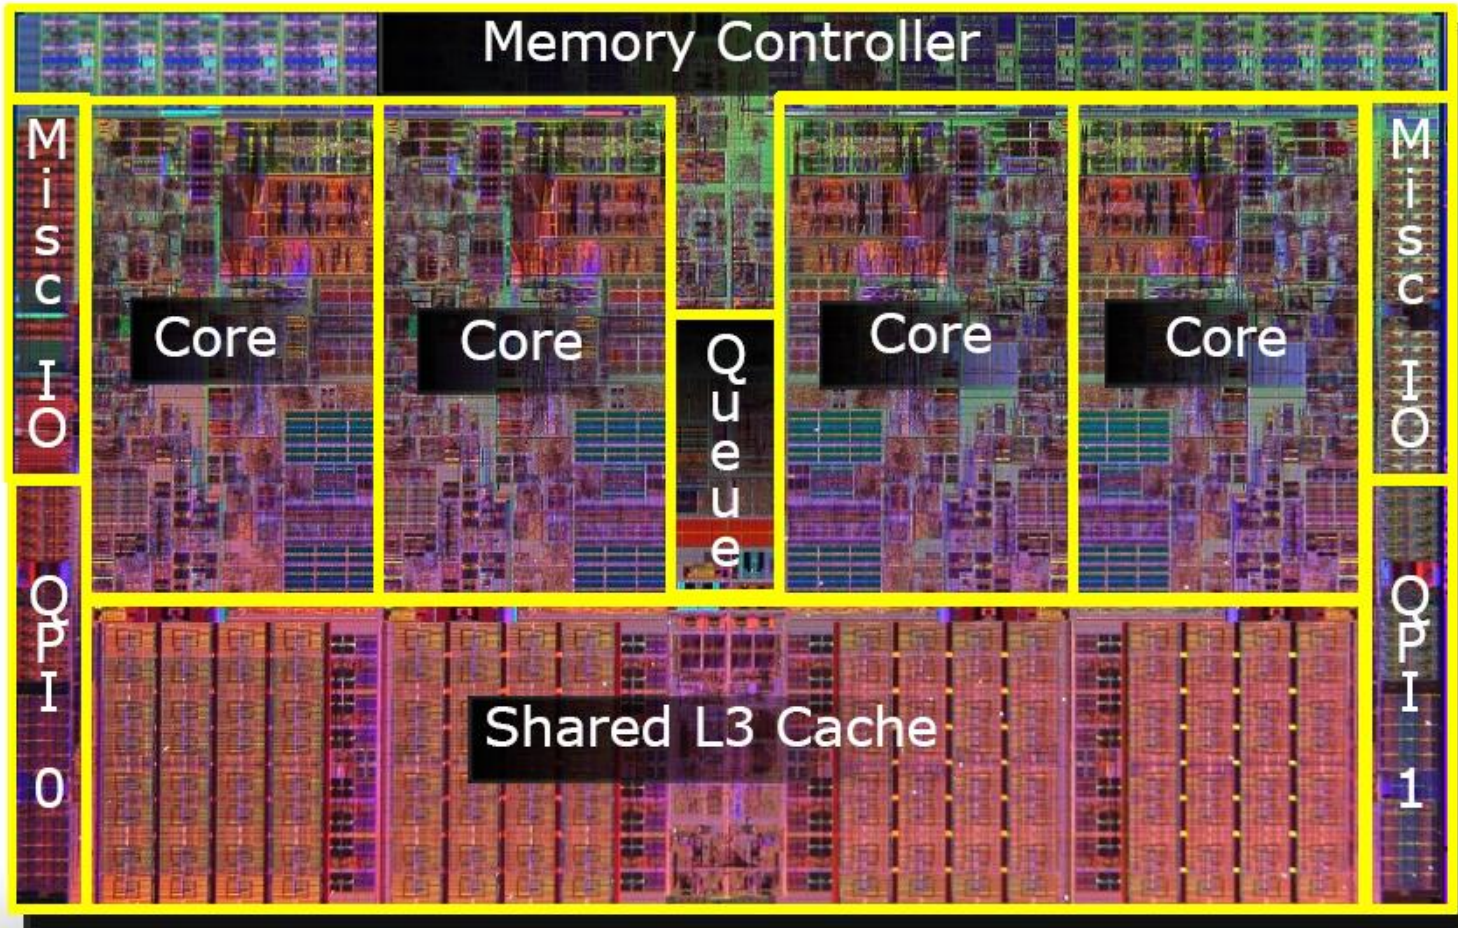 Memory Controller
Misc IO
Core
Core
Queue
Core
Core
Misc IO
QPI 0
Shared L3 Cache
QPI 1